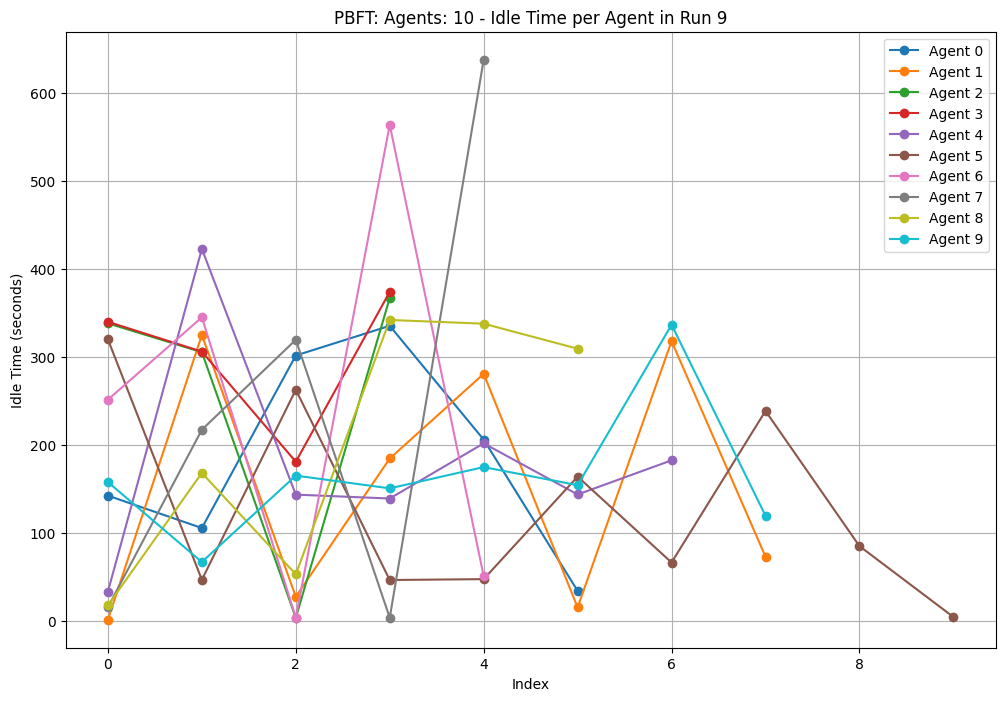 PBFT: Agents: 10 - Idle Time per Agent in Run 9
Idle Time (seconds)
600
500
400
300
200
100
0
0
2
4
6
8
Index
Agent 0
Agent 1
Agent 2
Agent 3
Agent 4
Agent 5
Agent 6
Agent 7
Agent 8
Agent 9